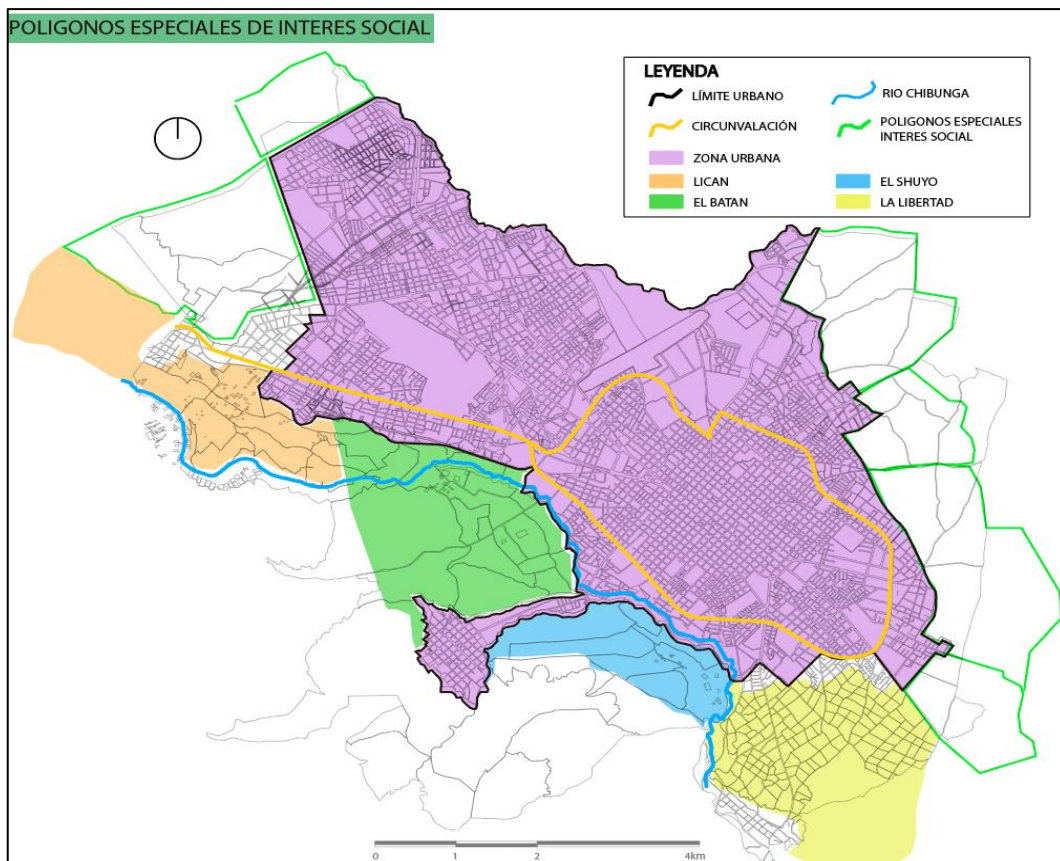 POLIGONOS ESPECIALES DE INTERES SOCIAL
LEYENDA
LÍMITE URBANO
RIO CHIBUNGA
CIRCUNVALACIÓN
POLIGONOS ESPECIALES
INTERES SOCIAL
ZONA URBANA
LICAN
EL SHUYO
EL BATAN
LA LIBERTAD
0 1 2 4km